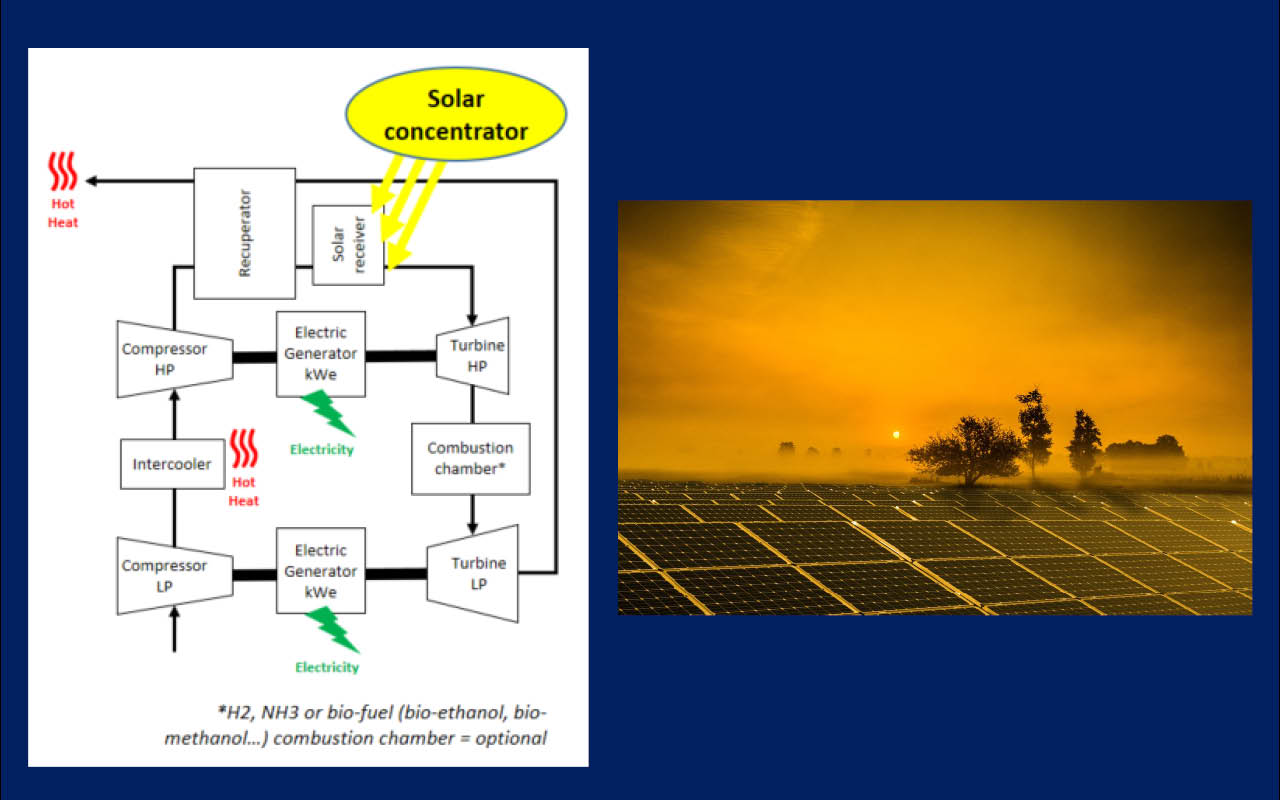 Solar
concentrator
Hot
Heat
Recuperator
Solar
receiver
Compressor
HP
Electric
Generator
kWe
Turbine
HP
Electricity
Intercooler
Hot
Heat
Combustion
chamber*
Compressor
LP
Electric
Generator
kWe
Turbine
LP
Electricity
*H2, NH3 or bio-fuel (bio-ethanol, bio-
methanol...) combustion chamber = optional